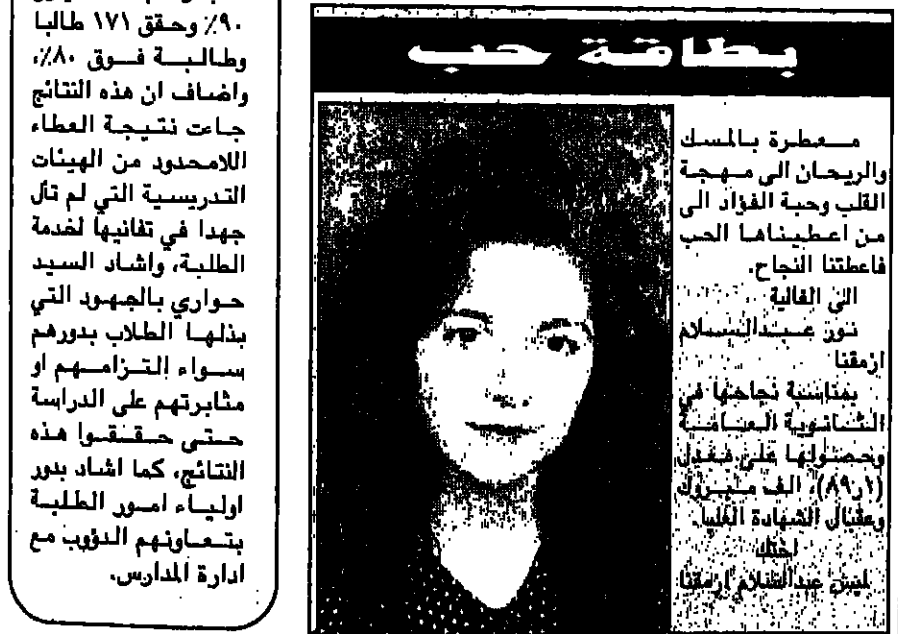 بطاقة حب
معطرة بالمسك
والريحان الى مهجة
القلب وحبة الفؤاد الى
من اعطيناها الحب
فاعطتنا النجاح.
الى الغالية
نور عبدالسلام
ازمقنا
بمناسبة نجاحها في
الثانوية العامة
وحصولها على معدل
(٨٩ر١) الف مبروك
وعقبال الشهادة العليا
اختك
عبدالسلام ازمقنا
٩٠٪ وحقق ١٧١ طالبا
وطالبة فوق ٨٠٪،
واضاف ان هذه النتائج
جاءت نتيجة العطاء
اللامحدود من الهيئات
التدريسية التي لم تأل
جهدا في تفانيها لخدمة
الطلبة، واشاد السيد
حواري بالجهود التي
بذلها الطلاب بدورهم
سواء التزامهم او
مثابرتهم على الدراسة
حتى حققوا هذه
النتائج، كما اشاد بدور
اولياء امور الطلبة
بتعاونهم الدؤوب مع
ادارة المدارس.